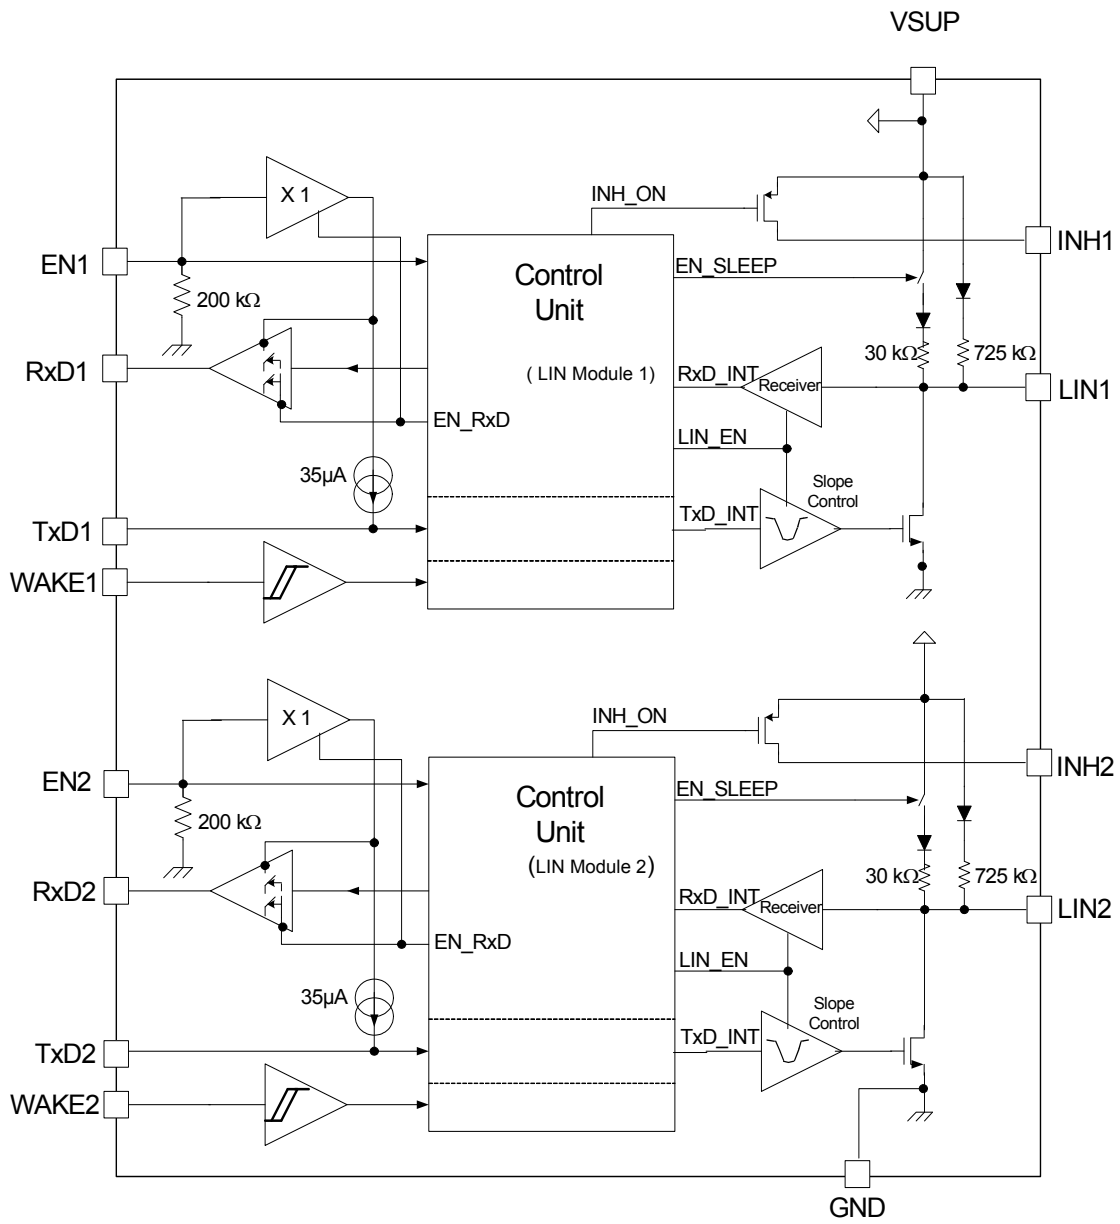 VSUP
X 1
INH_ON
EN1
INH1
Control
Unit
EN_SLEEP
200 kΩ
30 kΩ
725 kΩ
RxD1
( LIN Module 1)
RxD_INT
Receiver
LIN1
EN_RxD
LIN_EN
35µA
Slope
Control
TxD1
TxD_INT
WAKE1
X 1
INH_ON
EN2
INH2
Control
Unit
EN_SLEEP
200 kΩ
30 kΩ
725 kΩ
RxD2
(LIN Module 2)
RxD_INT
Receiver
LIN2
EN_RxD
LIN_EN
35µA
Slope
Control
TxD2
TxD_INT
WAKE2
GND